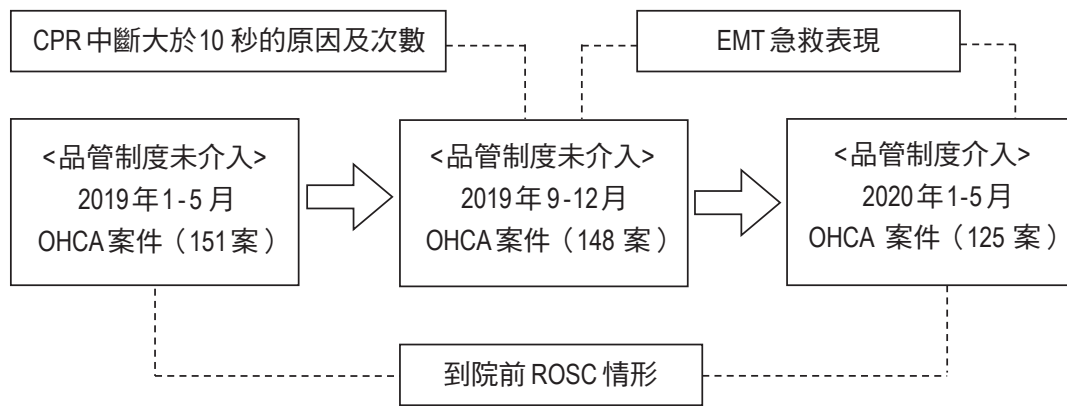 CPR 中斷大於10 秒的原因及次數
EMT 急救表現
<品管制度未介入>
2019年1-5月
OHCA案件（151案）
<品管制度未介入>
2019年9-12月
OHCA案件（148 案）
<品管制度介入>
2020年1-5月
OHCA 案件（125 案）
到院前 ROSC 情形